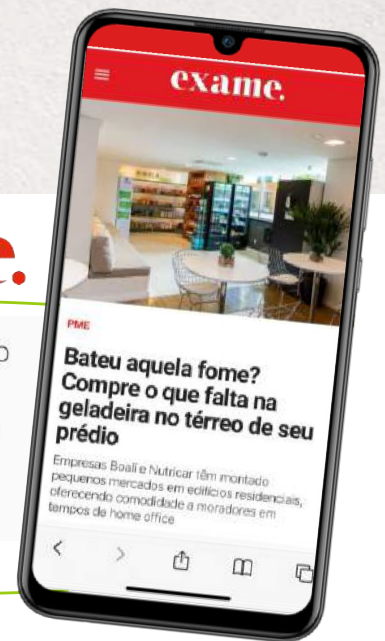 exame.
e.
o
PME
Bateu aquela fome?
Compre o que falta na
geladeira no térreo de seu
prédio
Empresas Boali e Nutricar têm montado
pequenos mercados em edifícios residenciais,
oferecendo comodidade a moradores em
tempos de home office